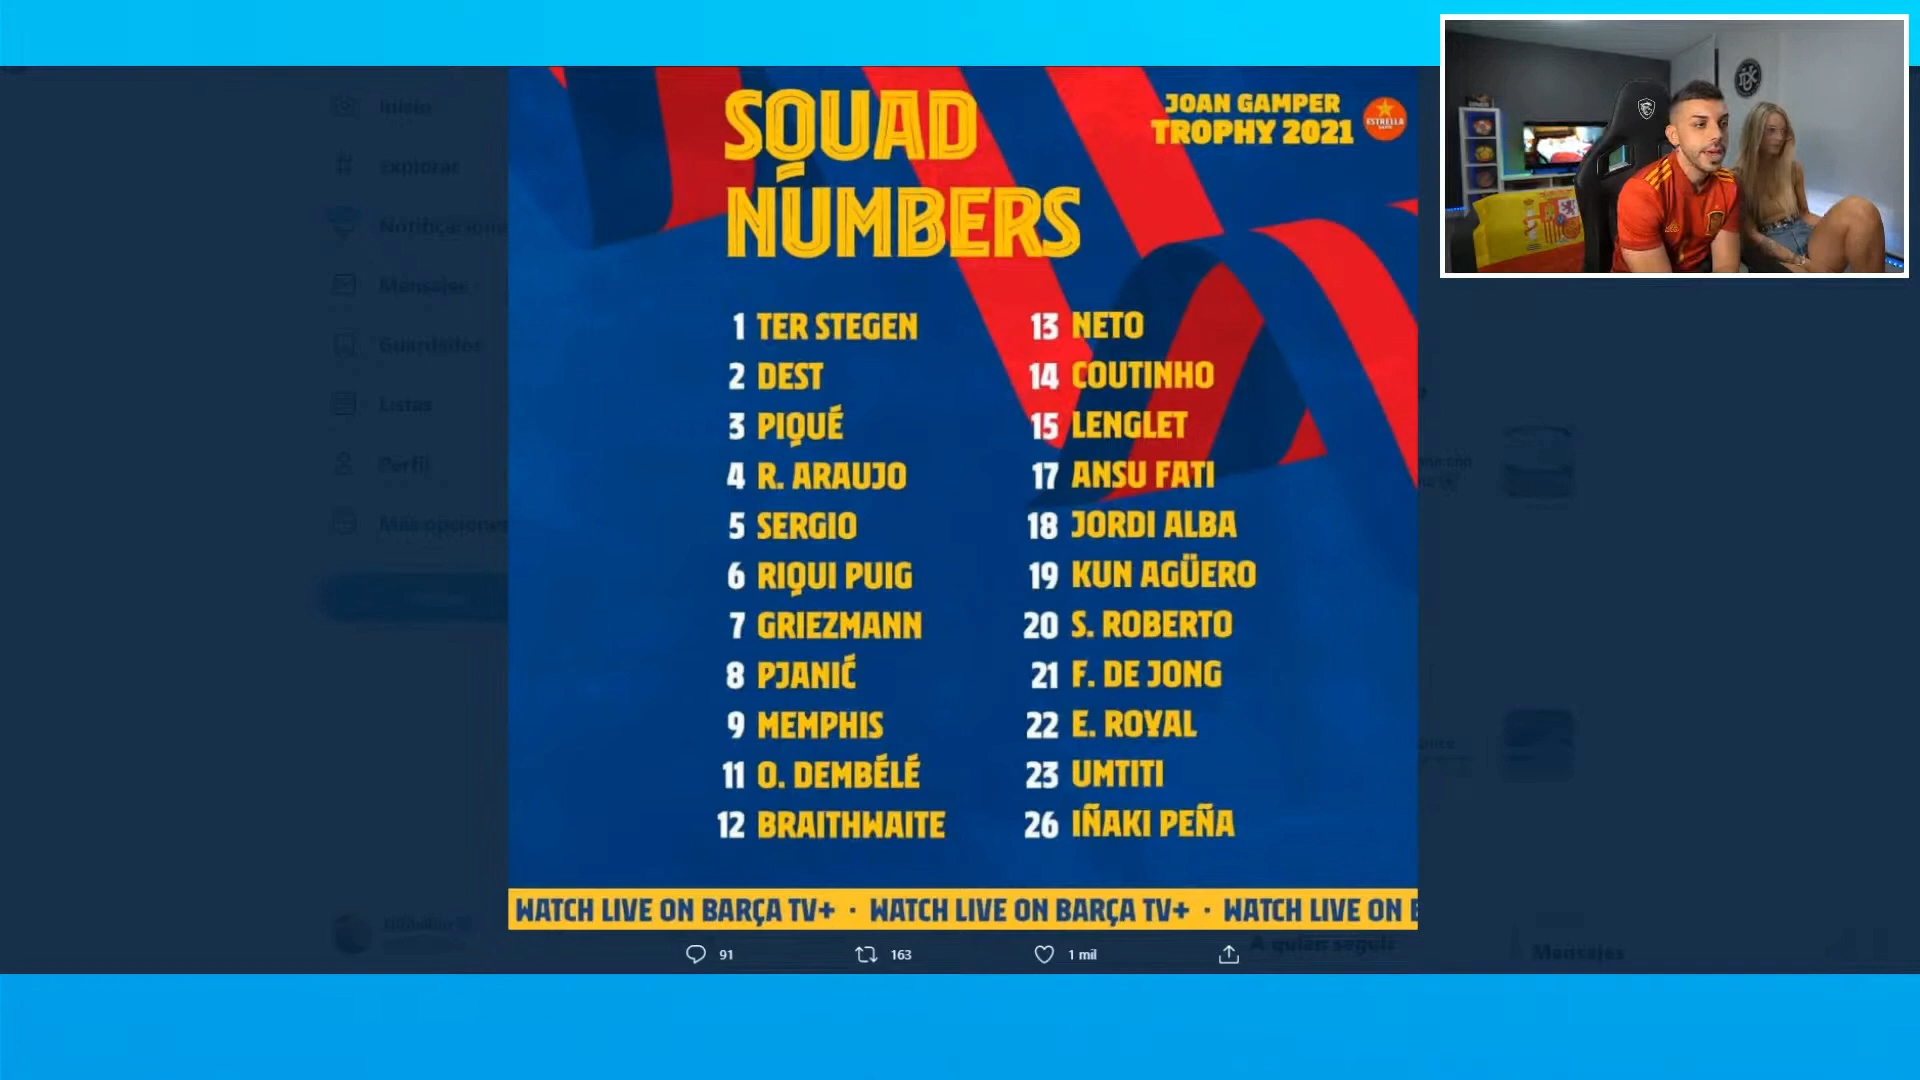 SQUAD
NUMBERS
JOAN GAMPER
TROPHY 2021
ESTRELLA
1 TER STEGEN
2 DEST
3 PIQUÉ
4 R. ARAUJO
5 SERGIO
6 RIQUI PUIG
7 GRIEZMANN
8 PJANIĆ
9 MEMPHIS
11 O. DEMBÉLÉ
12 BRAITHWAITE
13 NETO
14 COUTINHO
15 LENGLET
17 ANSU FATI
18 JORDI ALBA
19 KUN AGÜERO
20 S. ROBERTO
21 F. DE JONG
22 E. ROYAL
23 UMTITI
26 IÑAKI PEÑA
WATCH LIVE ON BARÇA TV+ · WATCH LIVE ON BARÇA TV+ · WATCH LIVE ON
91 163 1 mil
Inicio
Explorar
Notificaciones
Mensajes
Guardados
Listas
Perfil
Más opciones
A quién seguir
Mensajes